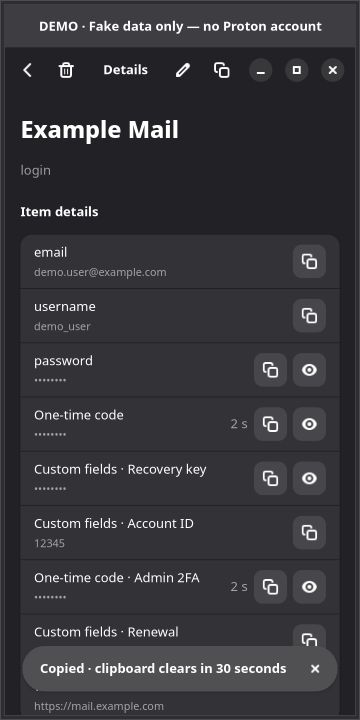 DEMO · Fake data only — no Proton account
Details
Example Mail
login
Item details
email
demo.user@example.com
username
demo_user
password
••••••••
One-time code
2 s
••••••••
Custom fields · Recovery key
••••••••
Custom fields · Account ID
12345
One-time code · Admin 2FA
2 s
••••••••
Custom fields · Renewal
Copied · clipboard clears in 30 seconds
https://mail.example.com